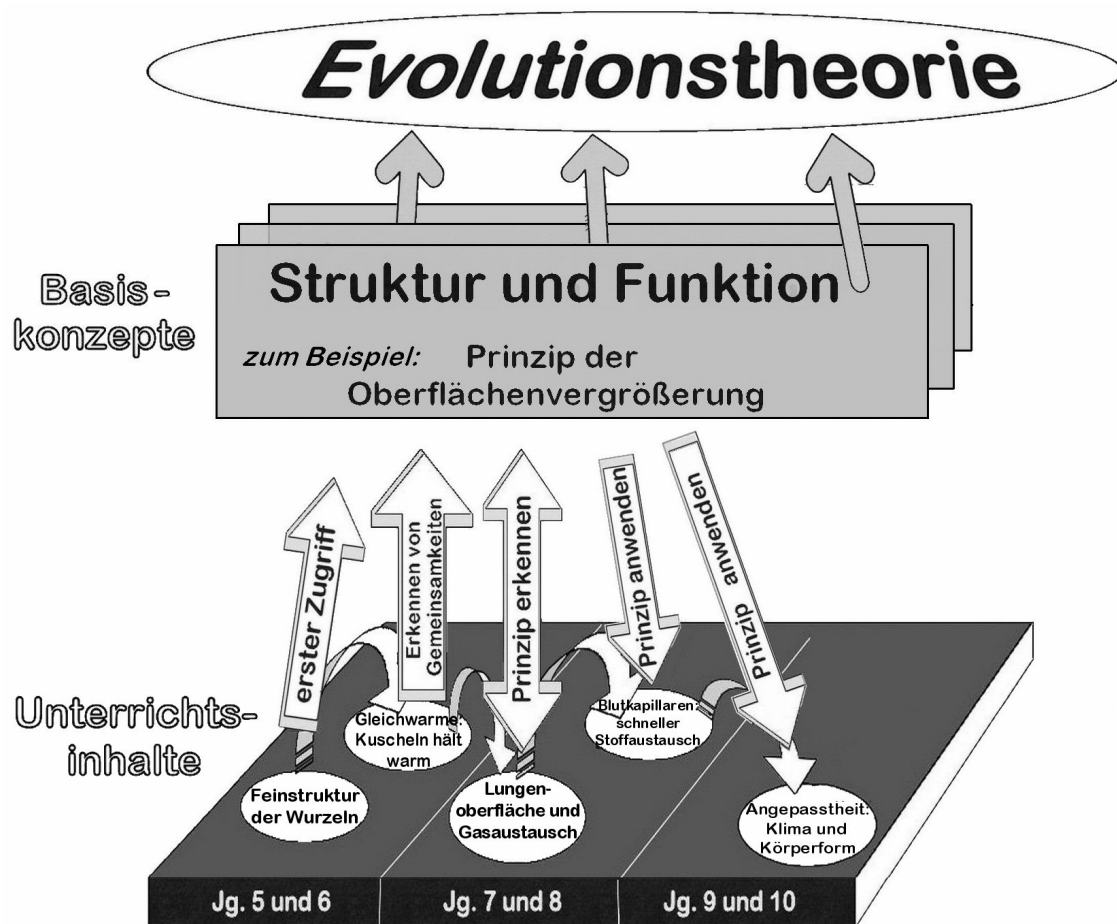 Evolutionstheorie
Basis-
konzepte
Struktur und Funktion
zum Beispiel: Prinzip der
Oberflächenvergrößerung
erster Zugriff
Erkennen von
Gemeinsamkeiten
Prinzip erkennen
Prinzip anwenden
Prinzip anwenden
Unterrichts-
inhalte
Feinstruktur
der Wurzeln
Gleichwarme:
Kuscheln hält
warm
Lungen-
oberfläche und
Gasaustausch
Blutkapillaren:
schneller
Stoffaustausch
Angepasstheit:
Klima und
Körperform
Jg. 5 und 6
Jg. 7 und 8
Jg. 9 und 10